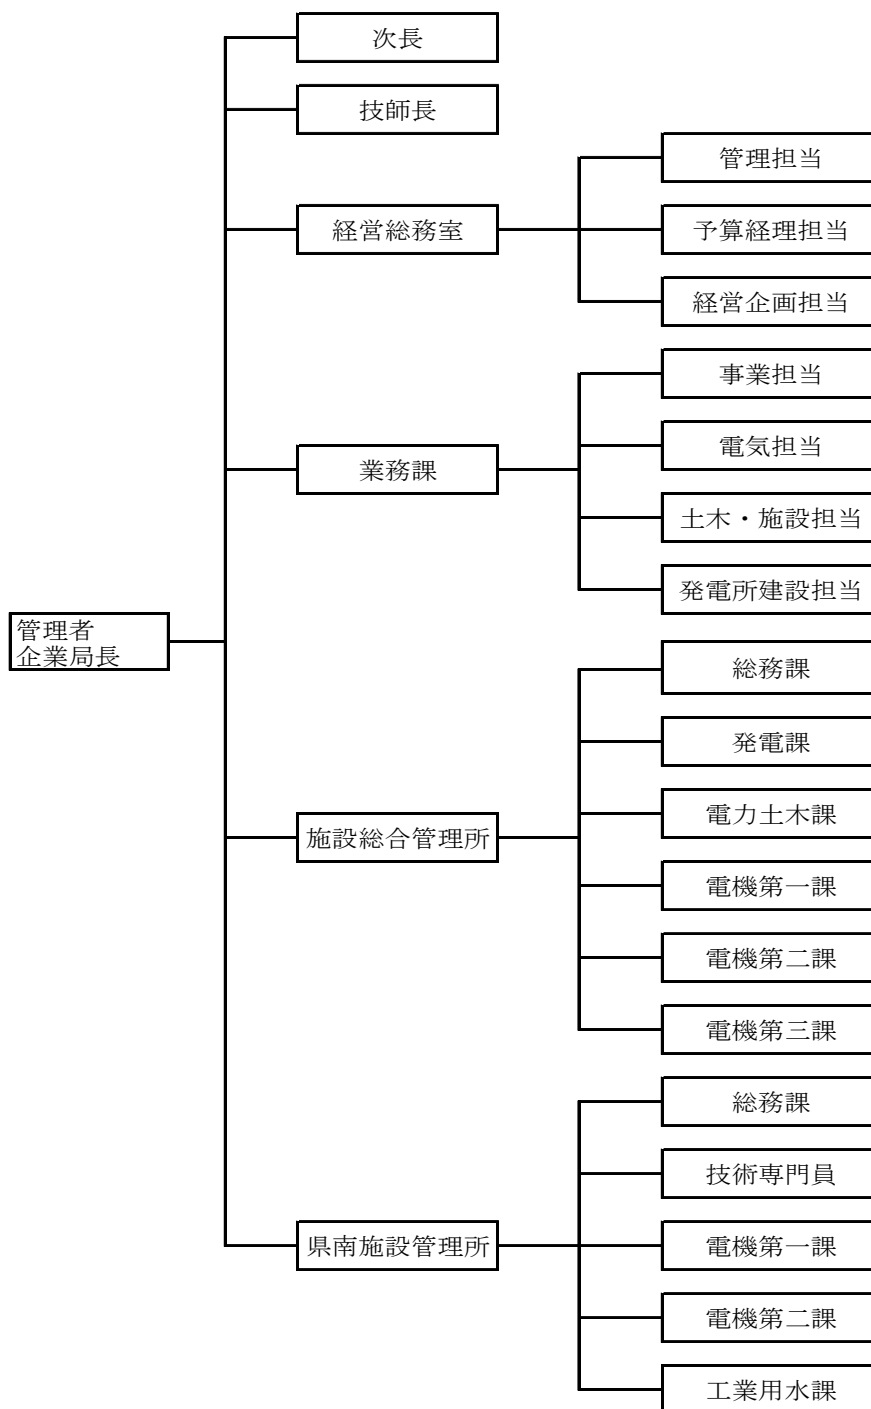 次長
技師長
経営総務室
管理担当
予算経理担当
経営企画担当
業務課
事業担当
電気担当
土木・施設担当
発電所建設担当
管理者
企業局長
施設総合管理所
総務課
発電課
電力土木課
電機第一課
電機第二課
電機第三課
県南施設管理所
総務課
技術専門員
電機第一課
電機第二課
工業用水課